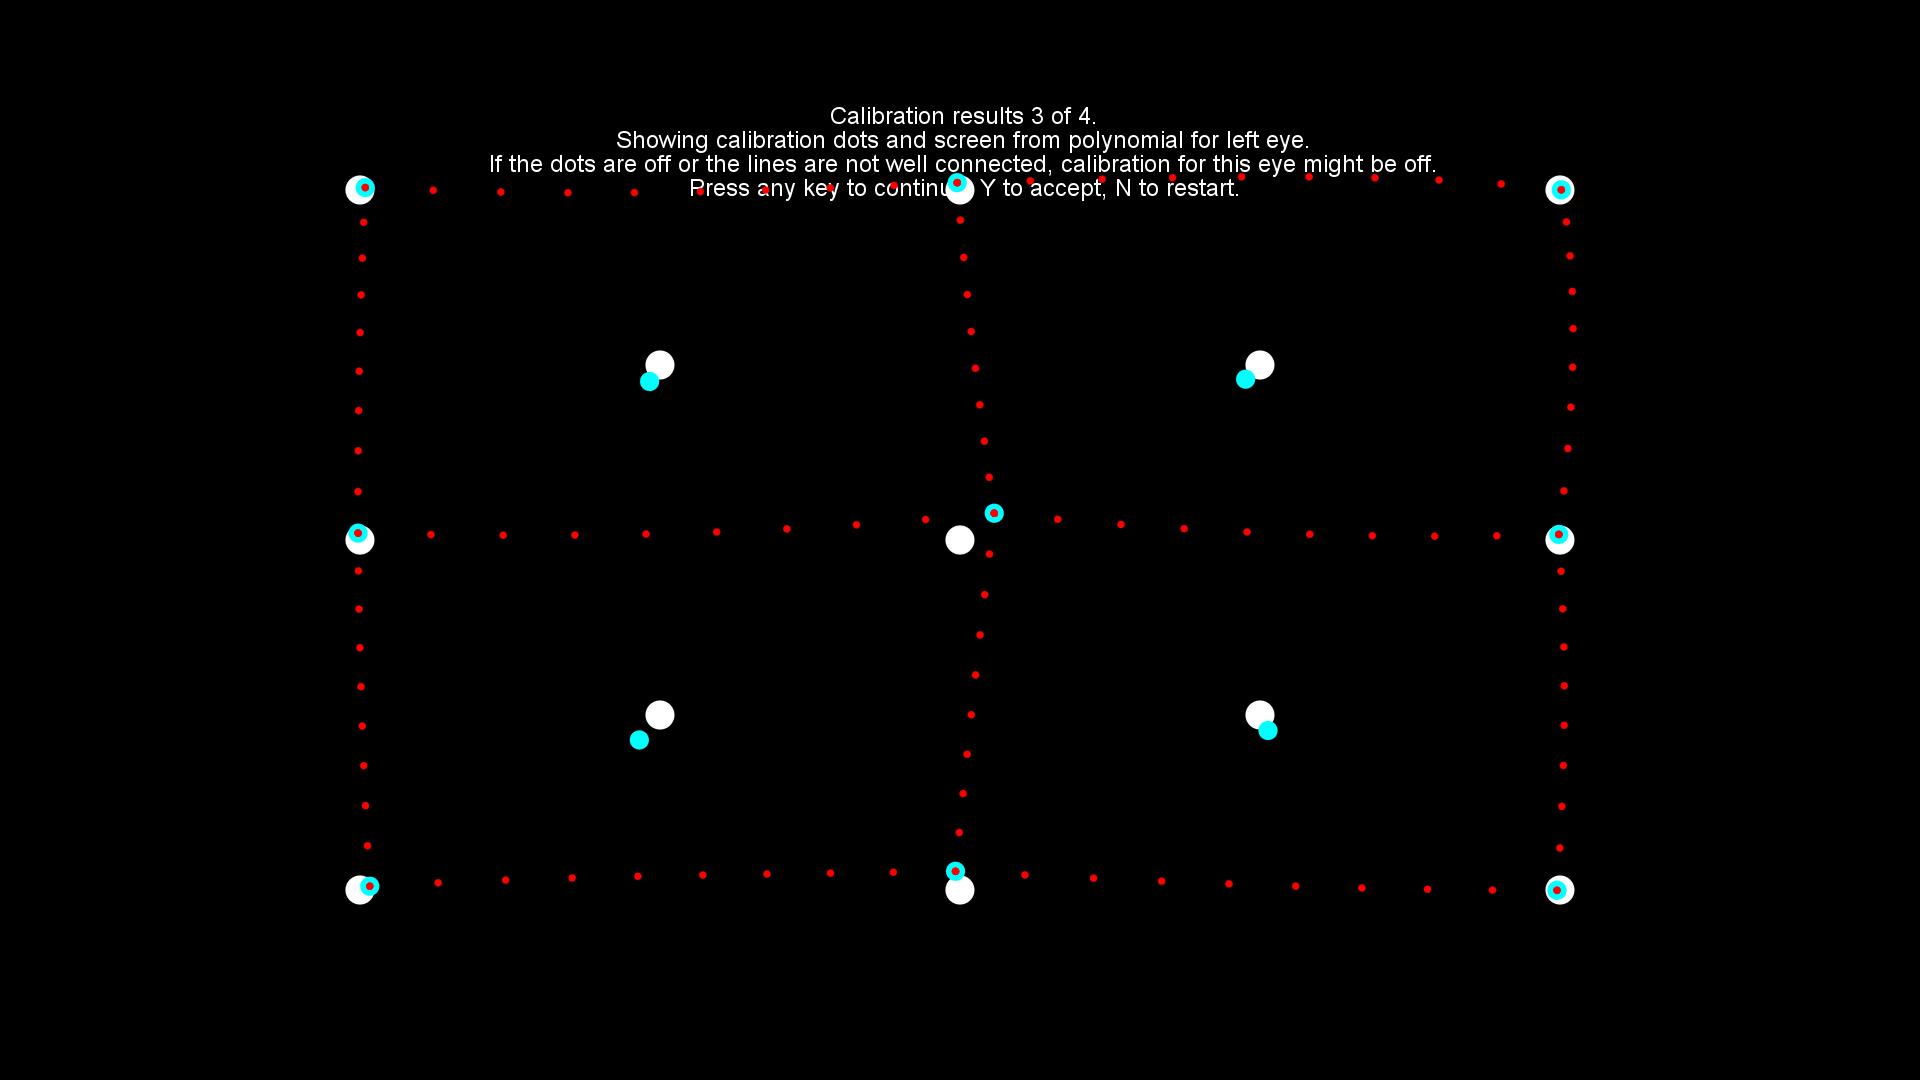 Calibration results 3 of 4.
Showing calibration dots and screen from polynomial for left eye.
If the dots are off or the lines are not well connected, calibration for this eye might be off.
Press any key to continue, Y to accept, N to restart.